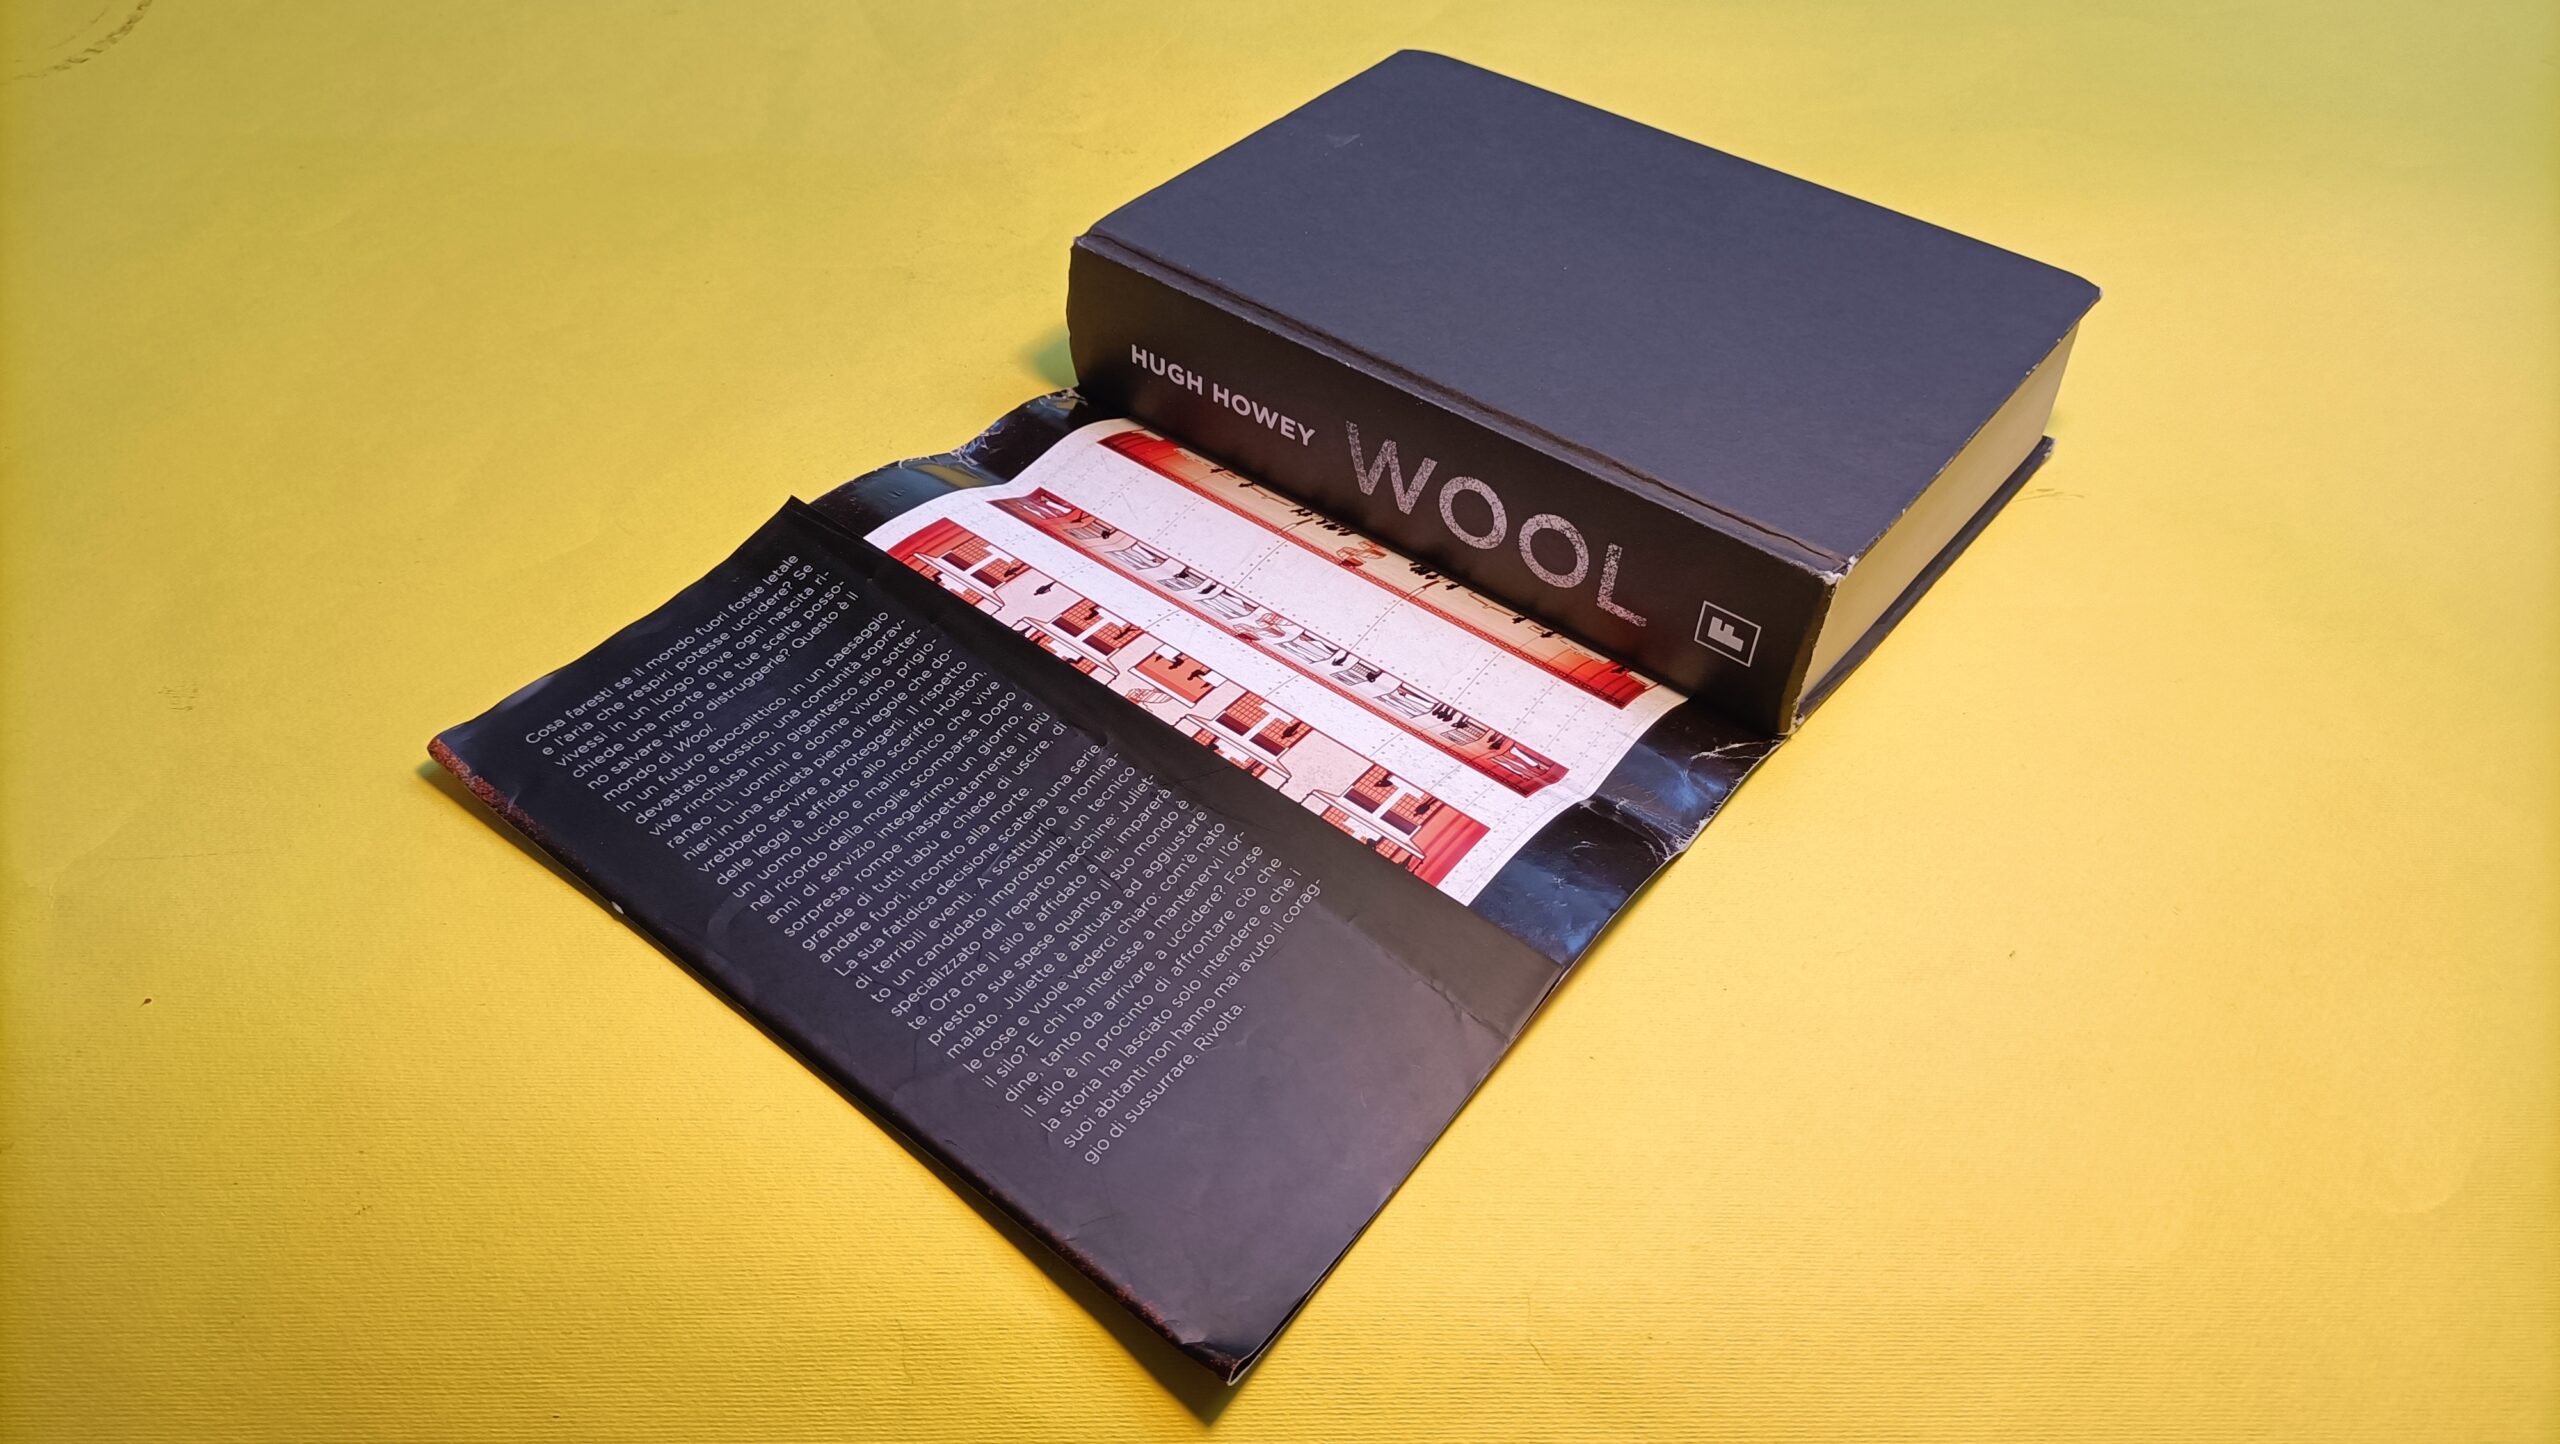 HUGH HOWEY
WOOL
F
Cosa faresti se il mondo fuori fosse letale
e l'aria che respiri potesse uccidere? Se
vivessi in un luogo dove ogni nascita ri-
chiede una morte e le tue scelte posso-
no salvare vite o distruggerle? Questo è il
mondo di Wool.
In un futuro apocalittico, in un paesaggio
devastato e tossico, una comunità soprav-
vive rinchiusa in un gigantesco silo sotter-
raneo. Lì, uomini e donne vivono prigio-
nieri in una società piena di regole che do-
vrebbero servire a proteggerli. Il rispetto
delle leggi è affidato allo sceriffo Holston,
un uomo lucido e malinconico che vive
nel ricordo della moglie scomparsa. Dopo
anni di servizio integerrimo, un giorno, a
sorpresa, rompe inaspettatamente il più
grande di tutti tabù e chiede di uscire, di
andare fuori, incontro alla morte.
La sua fatidica decisione scatena una serie
di terribili eventi. A sostituirlo è nomina-
to un candidato improbabile, un tecnico
specializzato del reparto macchine: Juliet-
te. Ora che il silo è affidato a lei, imparerà
presto a sue spese quanto il suo mondo è
malato. Juliette è abituata ad aggiustare
le cose e vuole vederci chiaro: com'è nato
il silo? E chi ha interesse a mantenervi l'or-
dine, tanto da arrivare a uccidere? Forse
il silo è in procinto di affrontare ciò che
la storia ha lasciato solo intendere e che i
suoi abitanti non hanno mai avuto il corag-
gio di sussurrare. Rivolta.